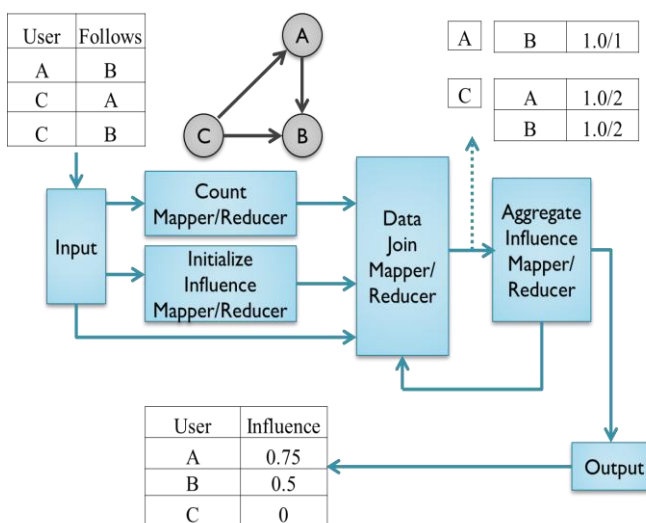 User Follows
A B
C A
C B
A
C B
A B 1.0/1
C A 1.0/2
B 1.0/2
Input
Count
Mapper/Reducer
Initialize
Influence
Mapper/Reducer
Data
Join
Mapper/
Reducer
Aggregate
Influence
Mapper/
Reducer
User Influence
A 0.75
B 0.5
C 0
Output